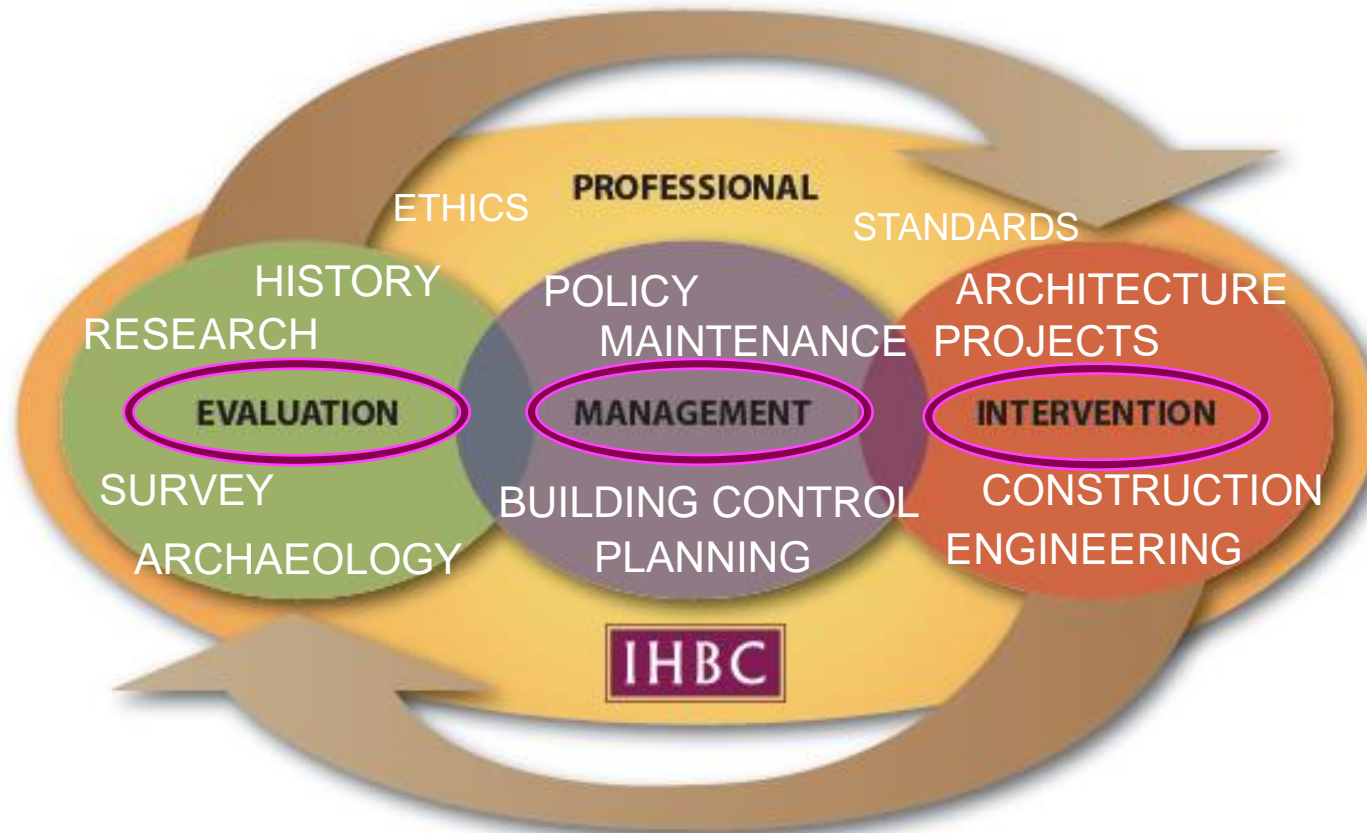 PROFESSIONAL
ETHICS
STANDARDS
HISTORY
RESEARCH
EVALUATION
SURVEY
ARCHAEOLOGY
POLICY
MAINTENANCE
MANAGEMENT
BUILDING CONTROL
PLANNING
ARCHITECTURE
PROJECTS
INTERVENTION
CONSTRUCTION
ENGINEERING
IHBC